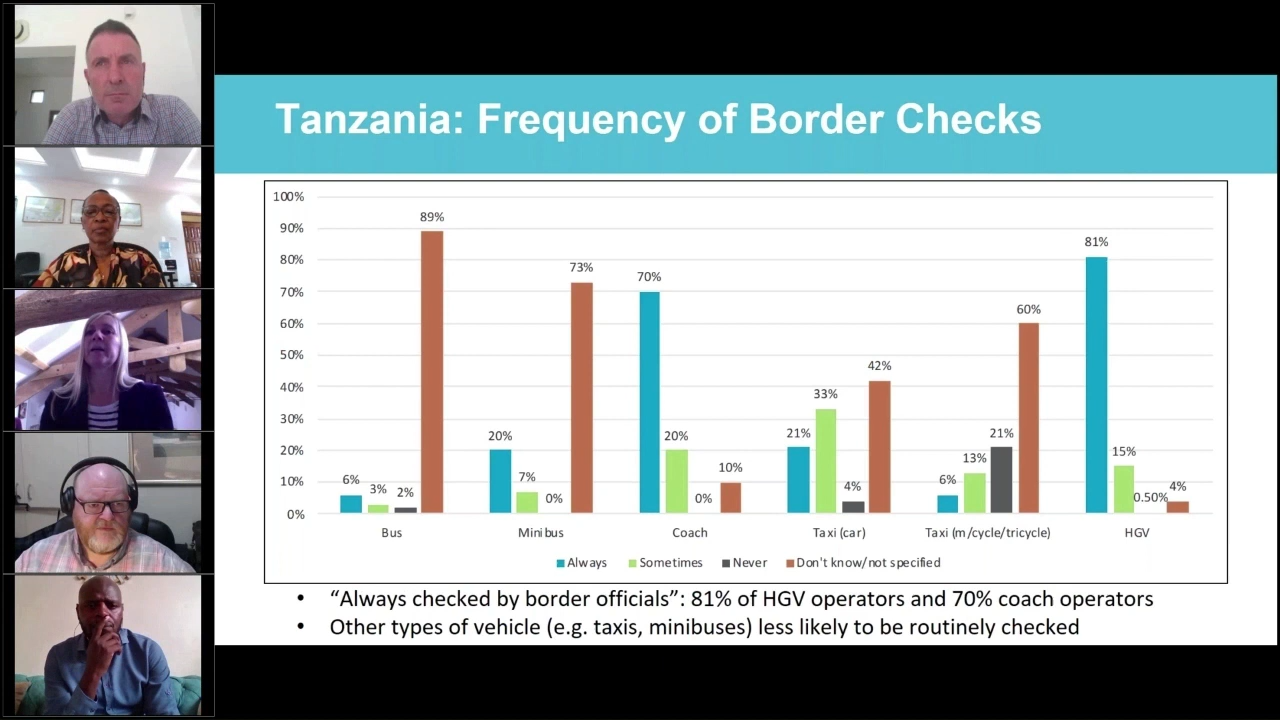 Tanzania: Frequency of Border Checks
100%
90%
80%
70%
60%
50%
40%
30%
20%
10%
0%
6%
3%
2%
89%
20%
7%
0%
73%
70%
20%
0%
10%
21%
33%
4%
42%
6%
13%
21%
60%
81%
15%
0.50%
4%
Bus
Minibus
Coach
Taxi (car)
Taxi (m/cycle/tricycle)
HGV
Always
Sometimes
Never
Don't know/not specified
• “Always checked by border officials”: 81% of HGV operators and 70% coach operators
• Other types of vehicle (e.g. taxis, minibuses) less likely to be routinely checked